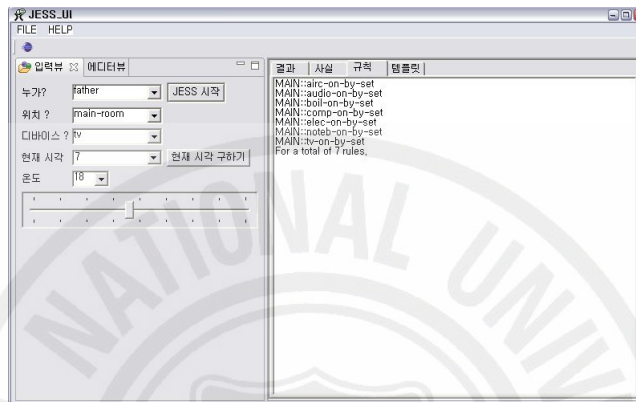 JESS_UI
FILE HELP
입력뷰 에디터뷰
누가? father JESS 시작
위치 ? main-room
디바이스 ? tv
현재 시각 7 현재 시각 구하기
온도 18
결과 사실 규칙 템플릿
MAIN::airc-on-by-set
MAIN::audio-on-by-set
MAIN::boil-on-by-set
MAIN::comp-on-by-set
MAIN::elec-on-by-set
MAIN::noteb-on-by-set
MAIN::tv-on-by-set
For a total of 7 rules,
NATIONAL UNI